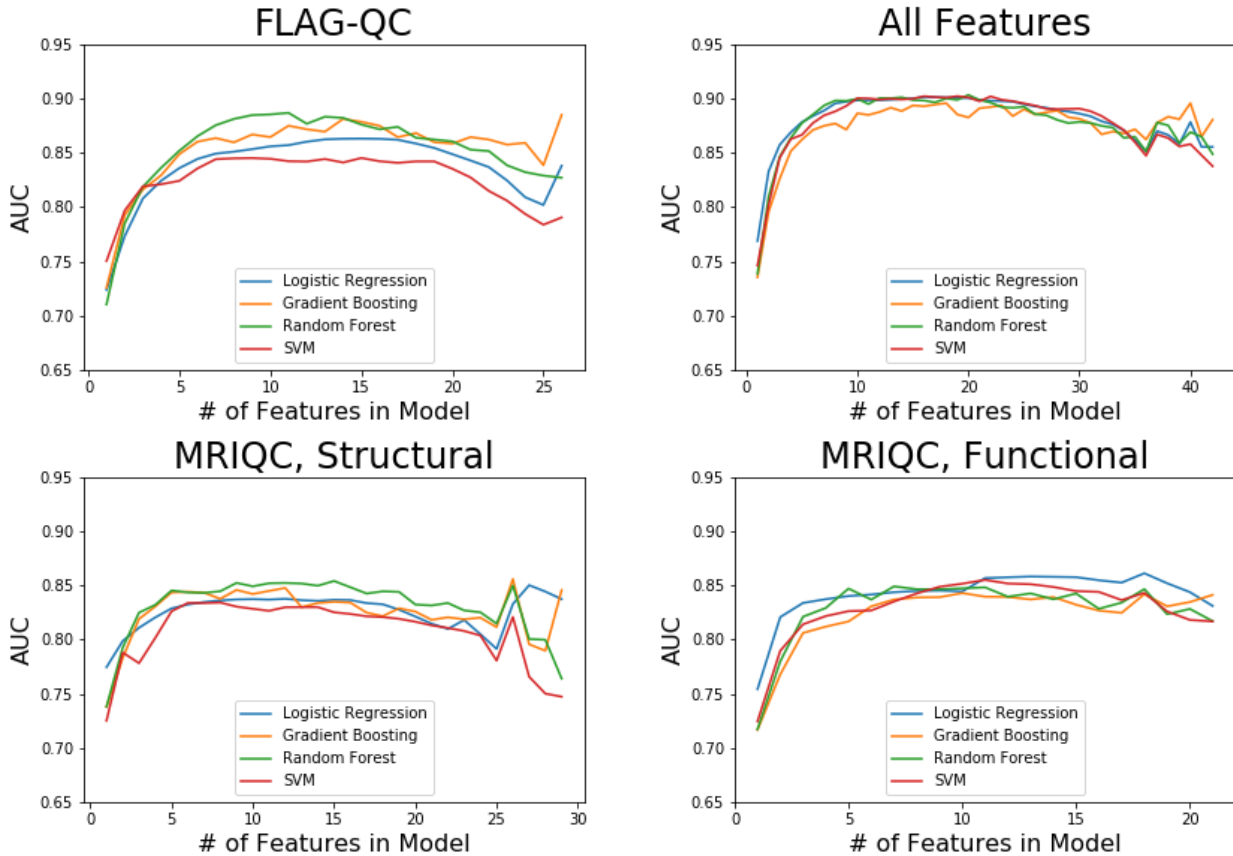 FLAG-QC
0.95
0.90
0.85
0.80
0.75
0.70
0.65
AUC
0 5 10 15 20 25
# of Features in Model
Logistic Regression
Gradient Boosting
Random Forest
SVM
All Features
0.95
0.90
0.85
0.80
0.75
0.70
0.65
AUC
0 10 20 30 40
# of Features in Model
Logistic Regression
Gradient Boosting
Random Forest
SVM
MRIQC, Structural
0.95
0.90
0.85
0.80
0.75
0.70
0.65
AUC
0 5 10 15 20 25 30
# of Features in Model
Logistic Regression
Gradient Boosting
Random Forest
SVM
MRIQC, Functional
0.95
0.90
0.85
0.80
0.75
0.70
0.65
AUC
0 5 10 15 20
# of Features in Model
Logistic Regression
Gradient Boosting
Random Forest
SVM